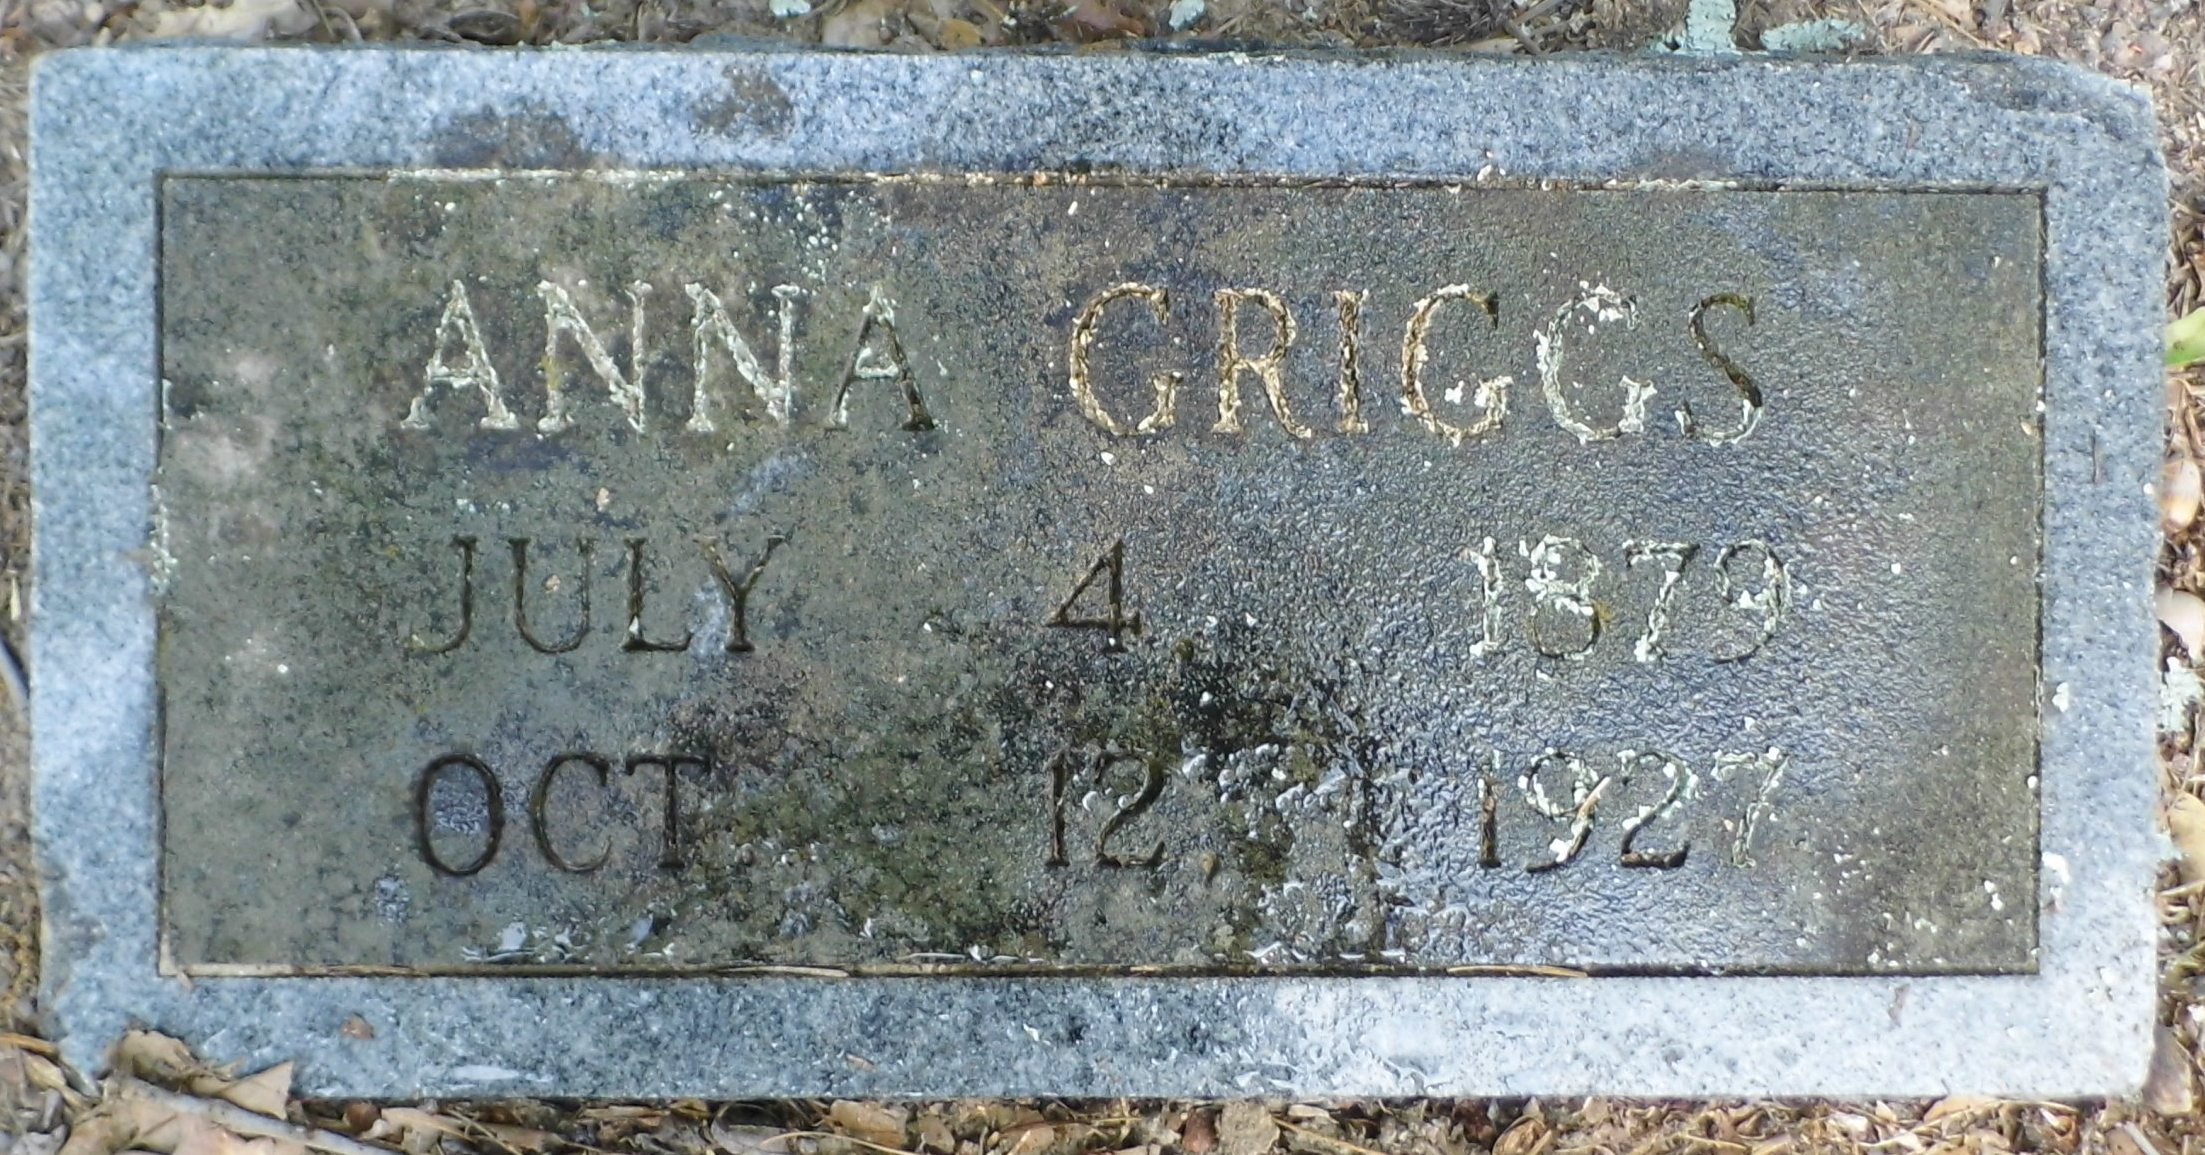 ANNA GRIGGS
JULY 4, 1879
OCT. 12, 1927